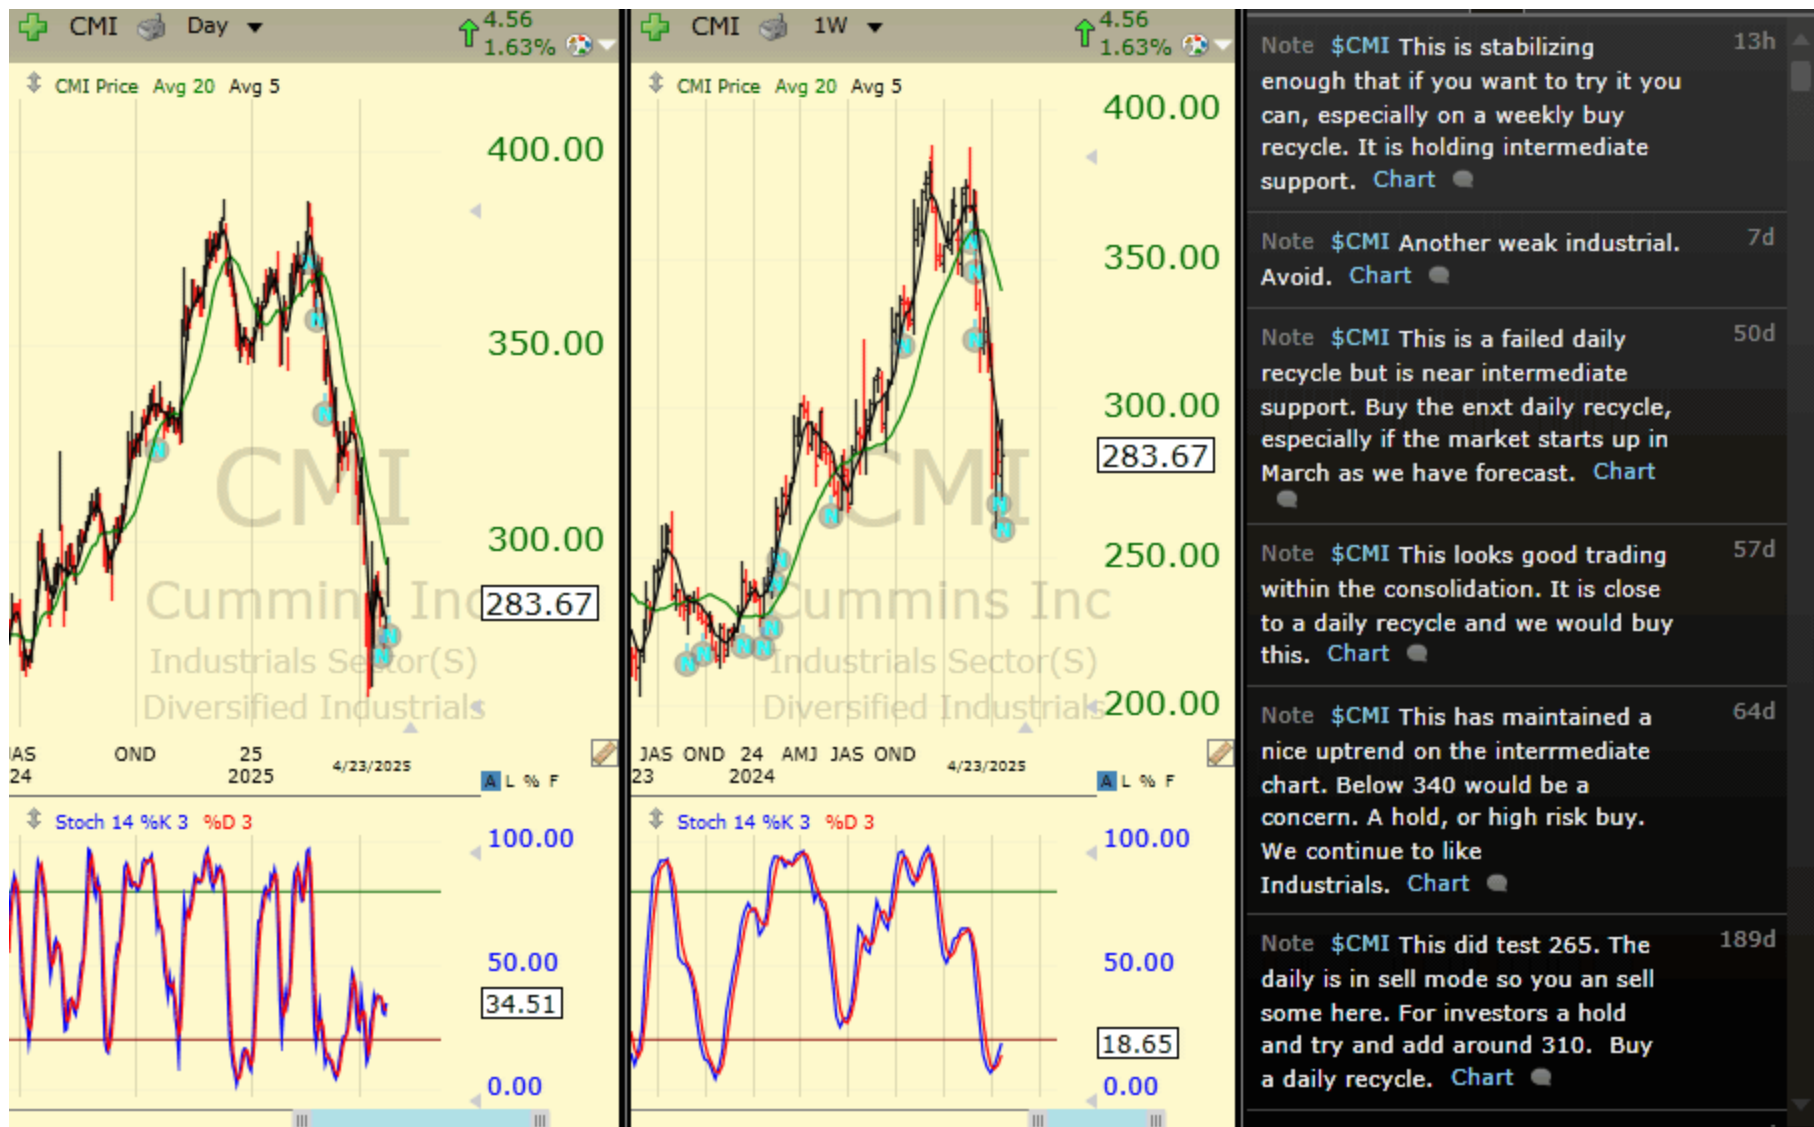 CMI Day 4.56
1.63%
CMI Price Avg 20 Avg 5
400.00
350.00
300.00
283.67
CMI
Cummins Inc
Industrials Sector(S)
Diversified Industrials
JAS OND 25
24 2025 4/23/2025
A L % F
Stoch 14 %K 3 %D 3
100.00
50.00
34.51
0.00
CMI 1W 4.56
1.63%
CMI Price Avg 20 Avg 5
400.00
350.00
300.00
283.67
250.00
200.00
CMI
Cummins Inc
Industrials Sector(S)
Diversified Industrials
JAS OND 24 AMJ JAS OND
23 2024 4/23/2025
A L % F
Stoch 14 %K 3 %D 3
100.00
50.00
18.65
0.00
Note $CMI This is stabilizing 13h
enough that if you want to try it you
can, especially on a weekly buy
recycle. It is holding intermediate
support. Chart
Note $CMI Another weak industrial. 7d
Avoid. Chart
Note $CMI This is a failed daily 50d
recycle but is near intermediate
support. Buy the enxt daily recycle,
especially if the market starts up in
March as we have forecast. Chart
Note $CMI This looks good trading 57d
within the consolidation. It is close
to a daily recycle and we would buy
this. Chart
Note $CMI This has maintained a 64d
nice uptrend on the interrmediate
chart. Below 340 would be a
concern. A hold, or high risk buy.
We continue to like
Industrials. Chart
Note $CMI This did test 265. The 189d
daily is in sell mode so you an sell
some here. For investors a hold
and try and add around 310. Buy
a daily recycle. Chart